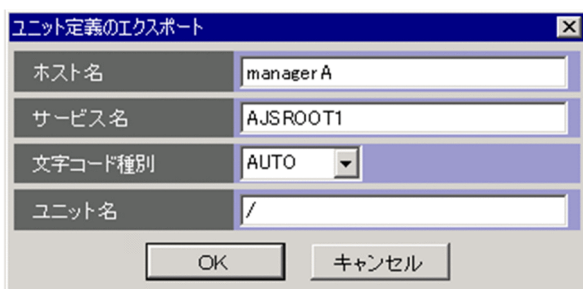 ユニット定義のエクスポート
ホスト名 managerA
サービス名 AJSROOT1
文字コード種別 AUTO
ユニット名 /
OK キャンセル